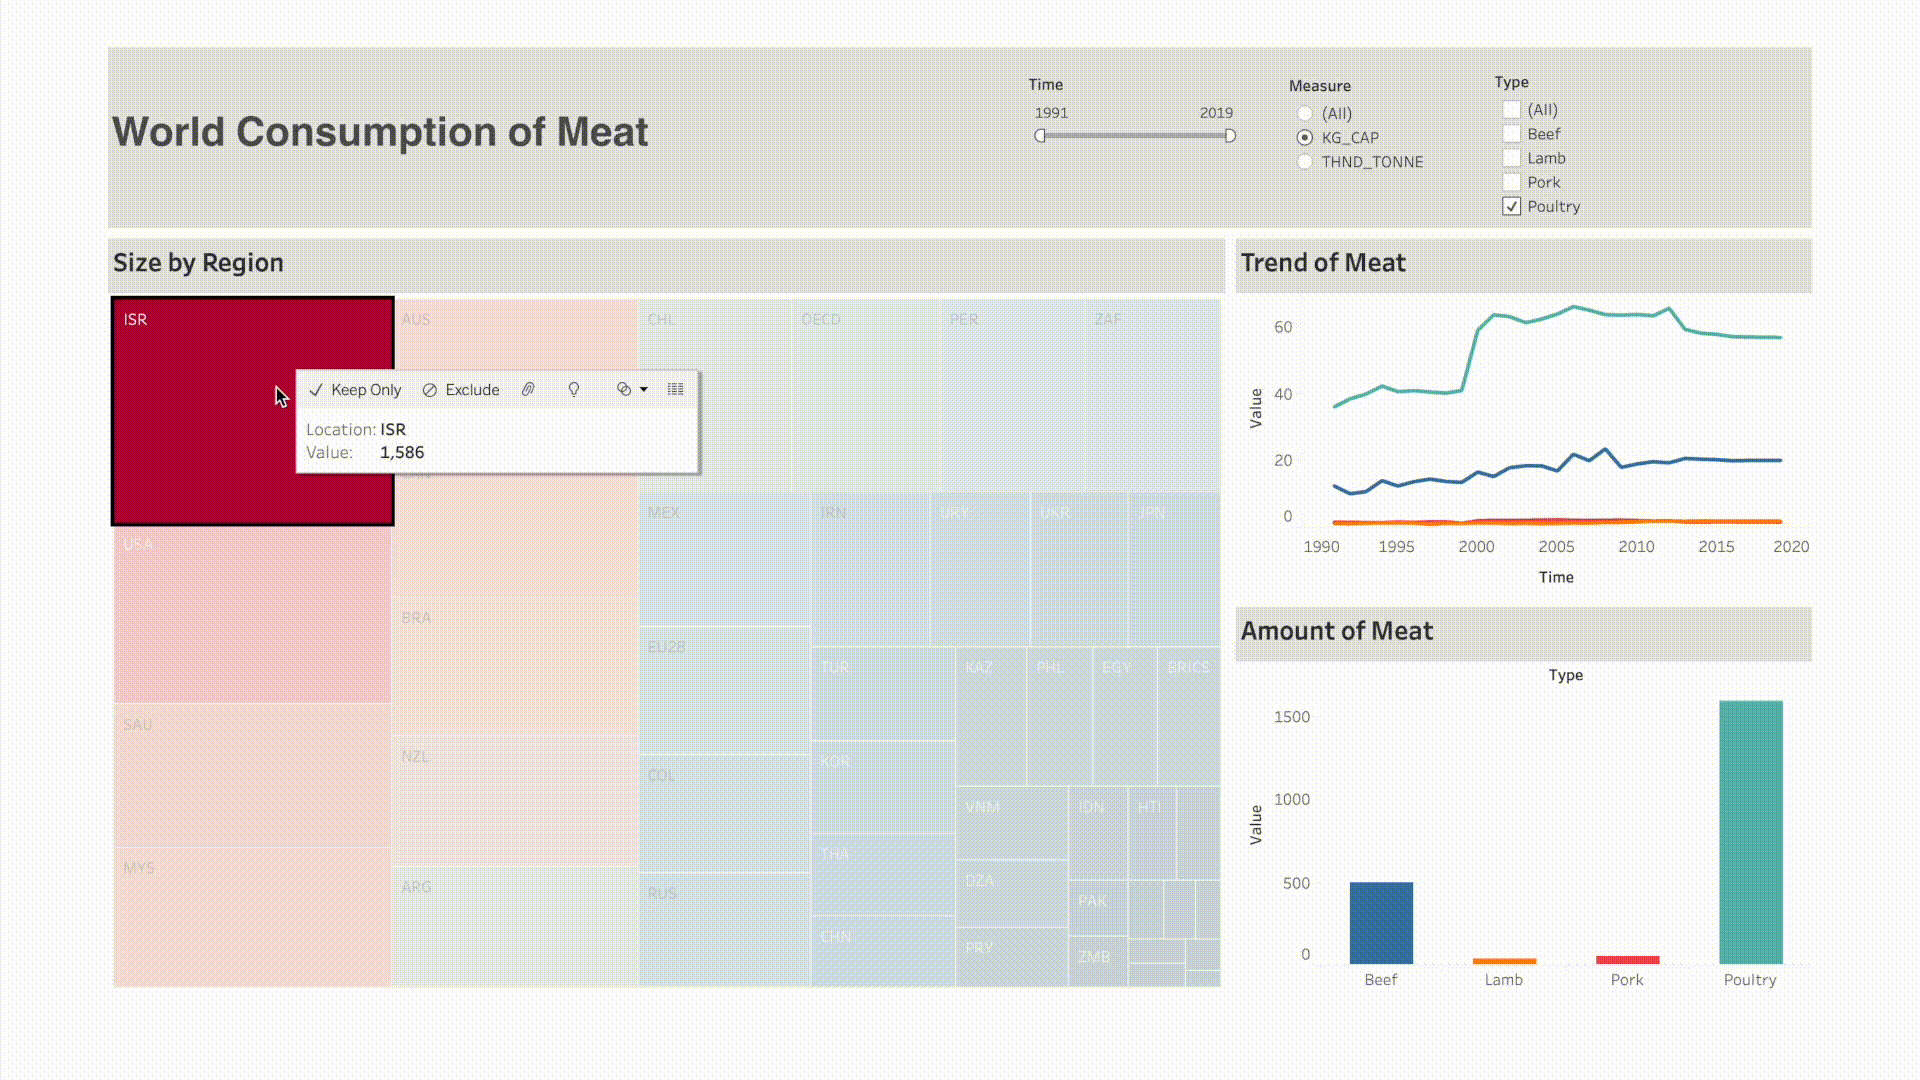 World Consumption of Meat
Time
1991 2019
Measure
(All)
KG_CAP
THND_TONNE
Type
(All)
Beef
Lamb
Pork
Poultry
Size by Region
ISR
AUS
CHL
OECD
PER
ZAF
Keep Only Exclude
Location: ISR
Value: 1,586
USA
SAU
MYS
BRA
NZL
ARG
MEX
EU28
COL
RUS
IRN
URY
UKR
JPN
TUR
KOR
THA
CHN
KAZ
PHL
EGY
BRICS
VNM
DZA
PRY
IDN
HTI
PAK
ZMB
Trend of Meat
Value
60
40
20
0
1990 1995 2000 2005 2010 2015 2020
Time
Amount of Meat
Type
Value
1500
1000
500
0
Beef Lamb Pork Poultry